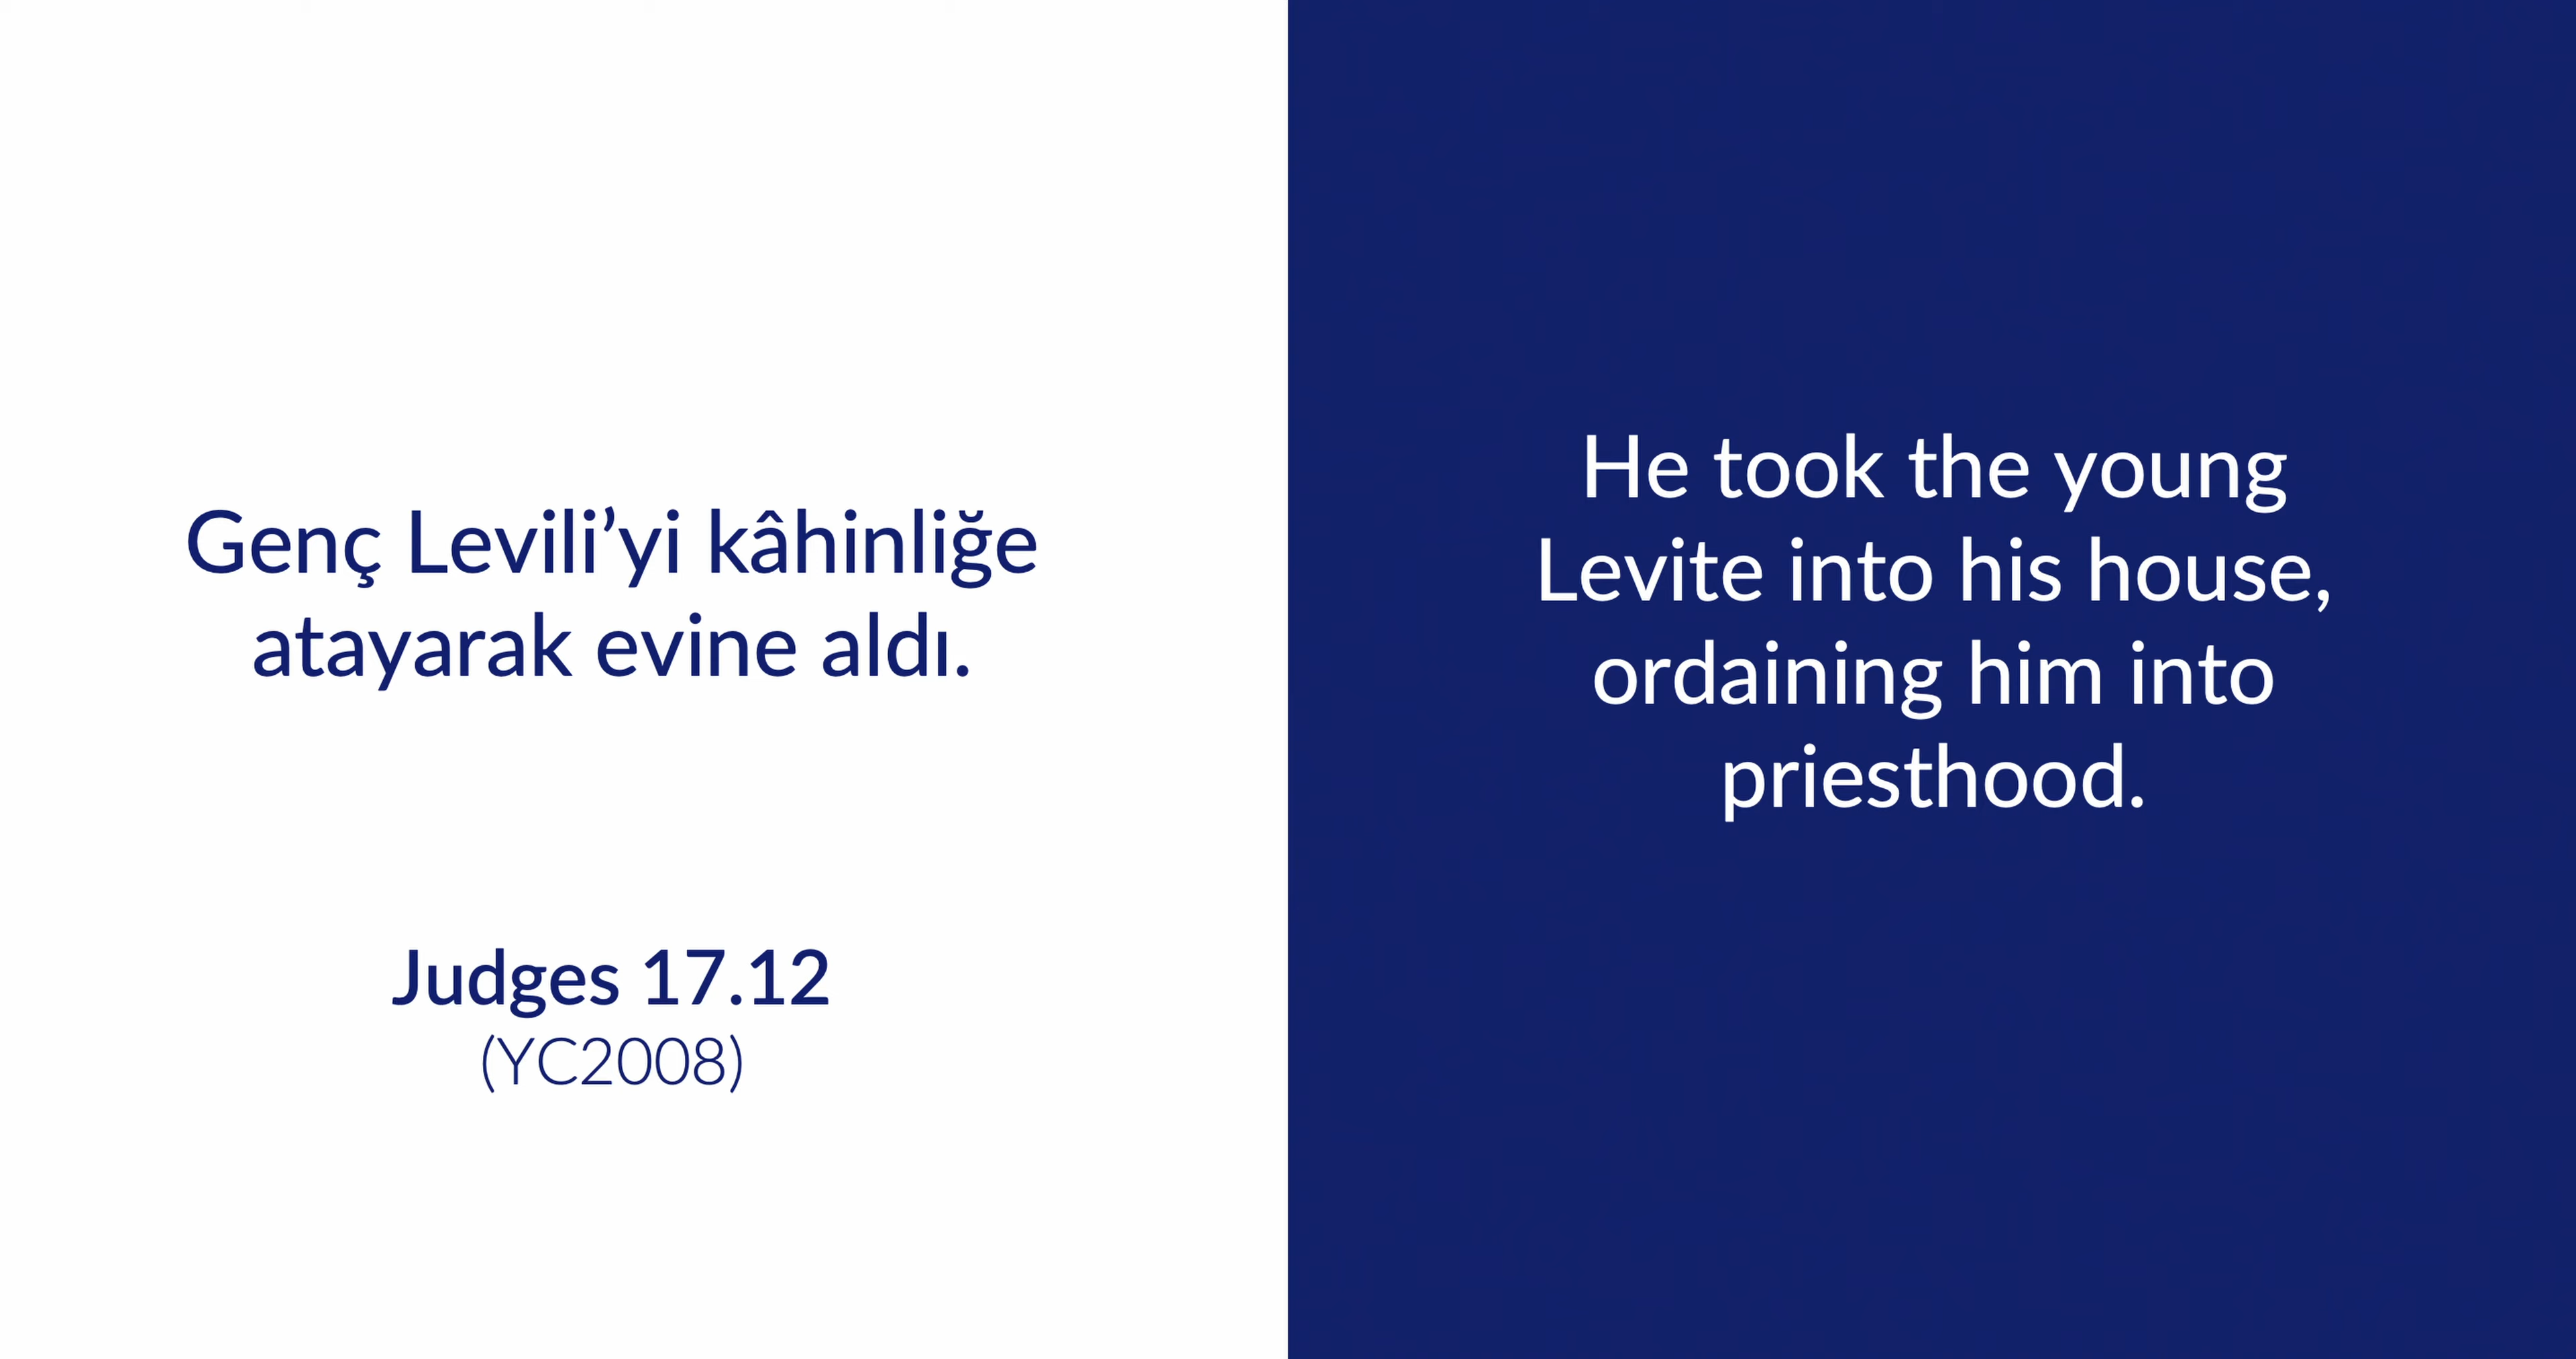 Genç Levili’yi kâhinliğe
atayarak evine aldı.
Judges 17.12
(YC2008)
He took the young
Levite into his house,
ordaining him into
priesthood.